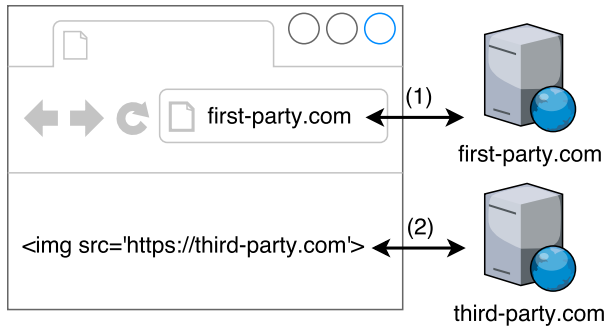 first-party.com
(1)
first-party.com
<img src='https://third-party.com'>
(2)
third-party.com